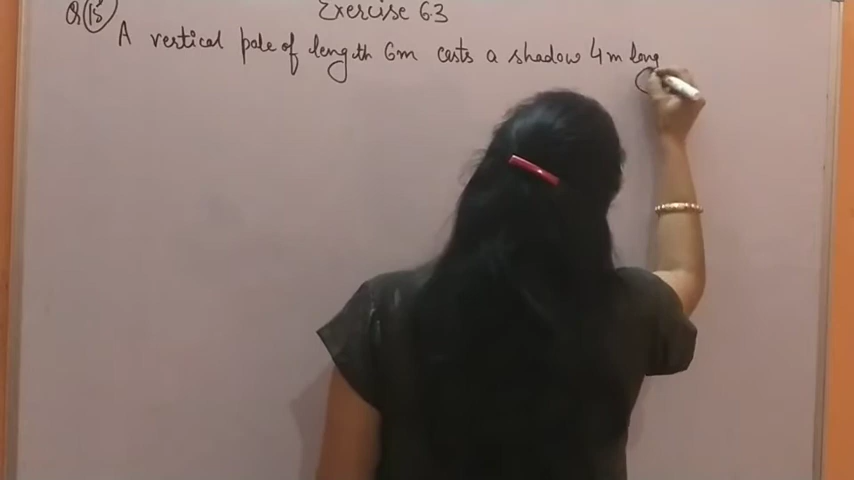 Exercise 6.3
Q 15 A vertical pole of length 6m casts a shadow 4m long